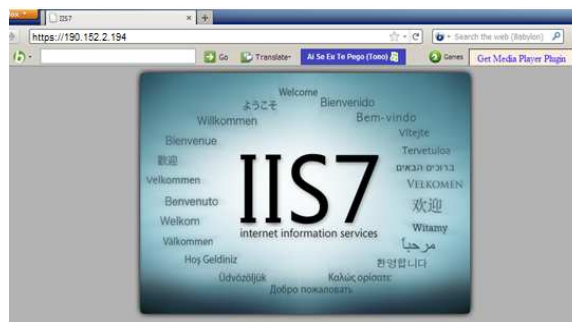 IIS7
https://190.152.2.194
Search the web (Babylon)
Go
Translate
Ai Se Eu Te Pego (Tono)
Games
Get Media Player Plugin
Welcome
ようこそ
Bienvenido
Willkommen
Bem-vindo
Vítejte
Bienvenue
Tervetuloa
歡迎
ברוכים הבאים
Velkommen
VELKOMEN
Benvenuto
欢迎
IIS7
internet information services
Welkom
Witamy
Välkommen
مرحبا
Hoş Geldiniz
환영합니다
Üdvözöljük
Καλώς ορίσατε
Добро пожаловать